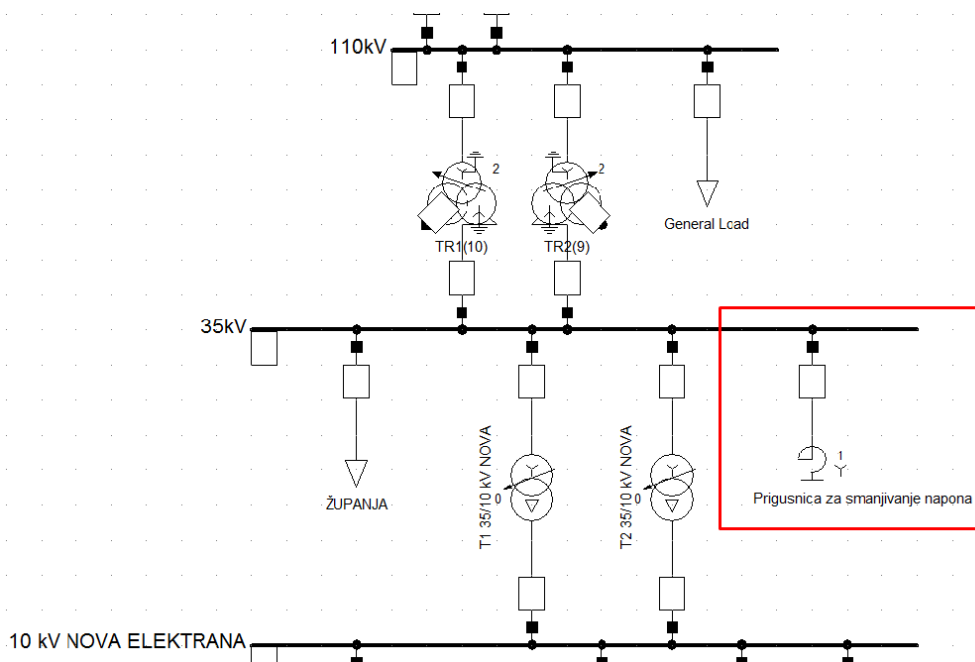 110kV
2
2
TR1(10)
TR2(9)
General Load
35kV
T1 35/10 kV NOVA
0
T2 35/10 kV NOVA
0
1
ŽUPANJA
Prigusnica za smanjivanje napona
10 kV NOVA ELEKTRANA